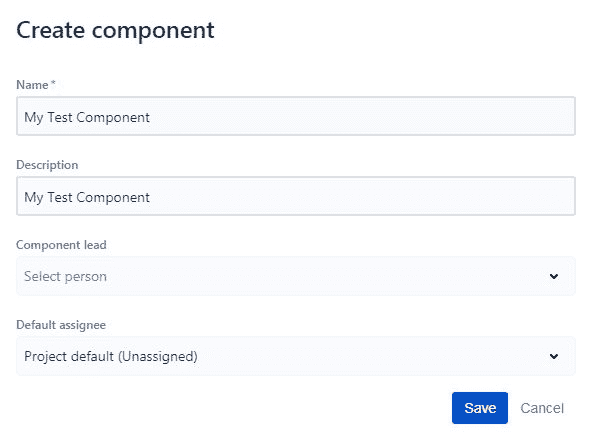 Create component
Name *
My Test Component
Description
My Test Component
Component lead
Select person
Default assignee
Project default (Unassigned)
Save Cancel